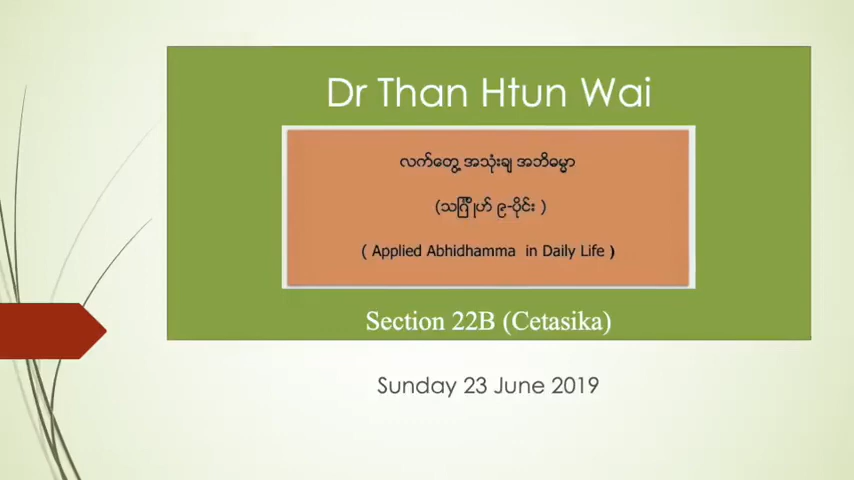 Dr Than Htun Wai
လက်တွေ့ အသုံးချ အဘိဓမ္မာ
(သင်္ဂြိုဟ် ၉-ပိုင်း )
( Applied Abhidhamma in Daily Life )
Section 22B (Cetasika)
Sunday 23 June 2019